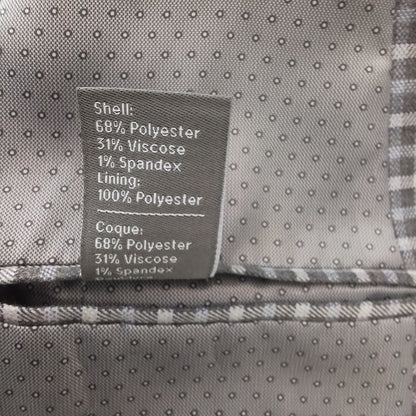 Shell:
68% Polyester
31% Viscose
1% Spandex
Lining:
100% Polyester
Coque:
68% Polyester
31% Viscose
1% Spandex